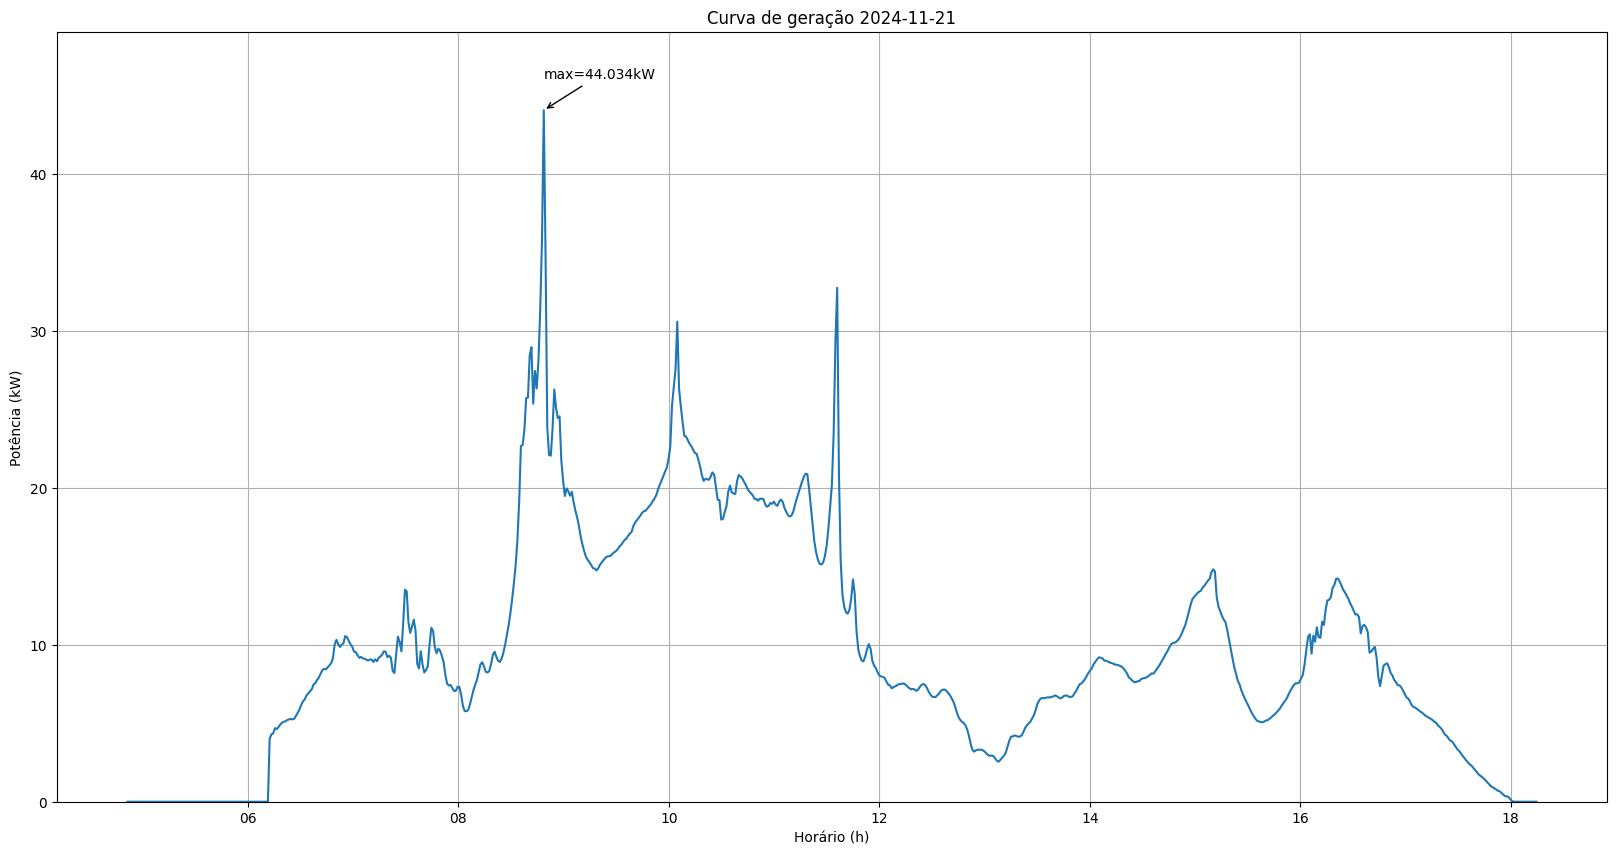 Curva de geração 2024-11-21
max=44.034kW
40
30
20
10
0
Potência (kW)
06 08 10 12 14 16 18
Horário (h)